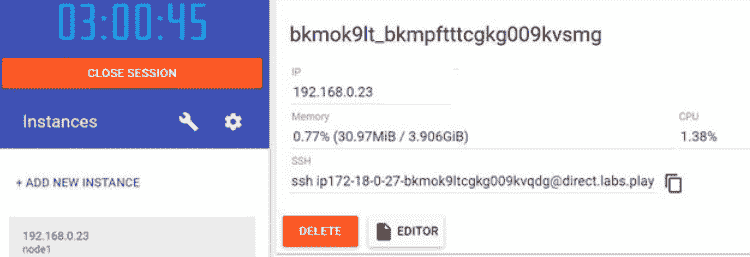 03:00:45
CLOSE SESSION
Instances
+ ADD NEW INSTANCE
192.168.0.23
node1
bkmok9lt_bkmpftttcgkg009kvsmg
IP
192.168.0.23
Memory
0.77% (30.97MiB / 3.906GiB)
CPU
1.38%
SSH
ssh ip172-18-0-27-bkmok9ltcgkg009kvqdg@direct.labs.play
DELETE
EDITOR